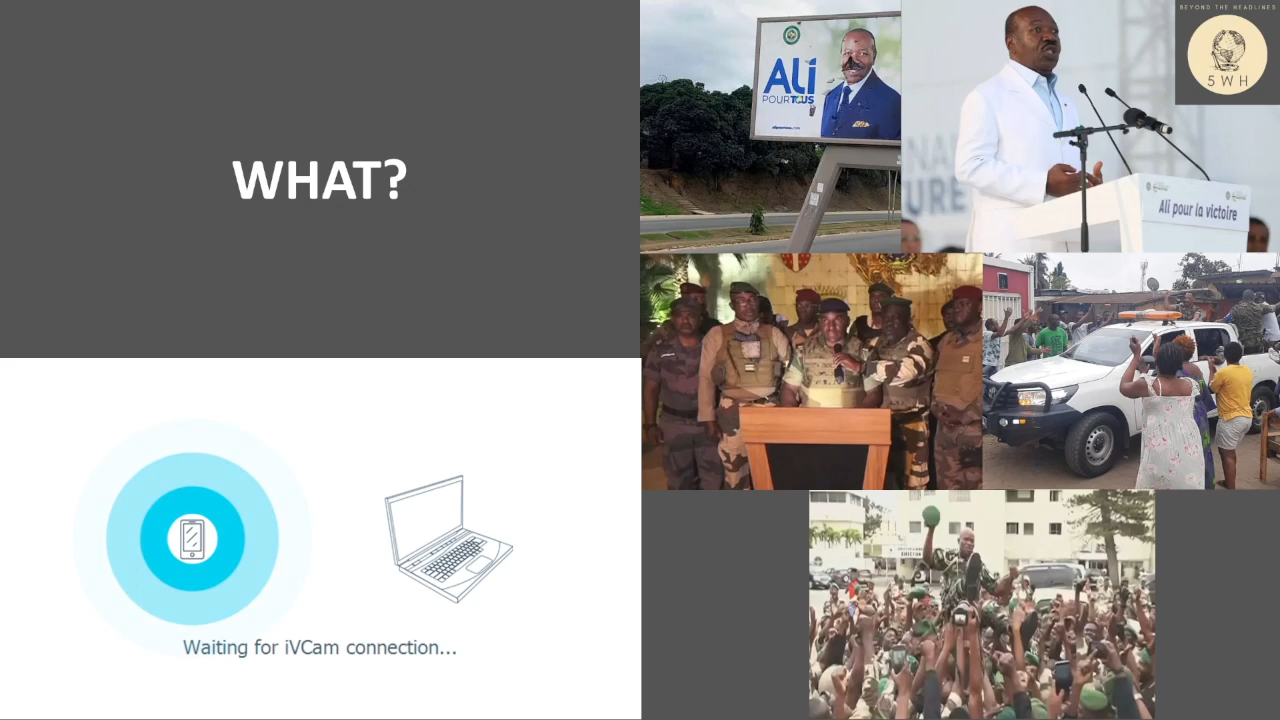 WHAT?
Waiting for iVCam connection...
ALI
POUR TOUS
Ali pour la victoire
BEYOND THE HEADLINES
5WH